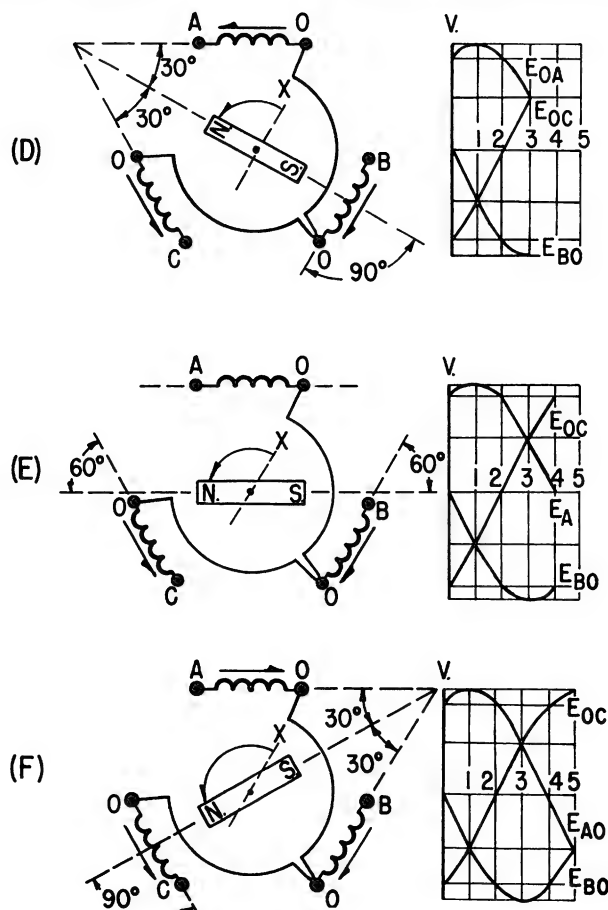 (D)
A O
30°
30°
X
N S.
O B
C O
90°
V.
E OA
E OC
1 2 3 4 5
E BO
(E)
A O
X
60° 60°
N. S.
O B
C O
V.
E OC
1 2 3 4 5
E A
E BO
(F)
A O
30°
30°
X
S.
N.
O B
C O
90°
V.
E OC
1 2 3 4 5
E AO
E BO